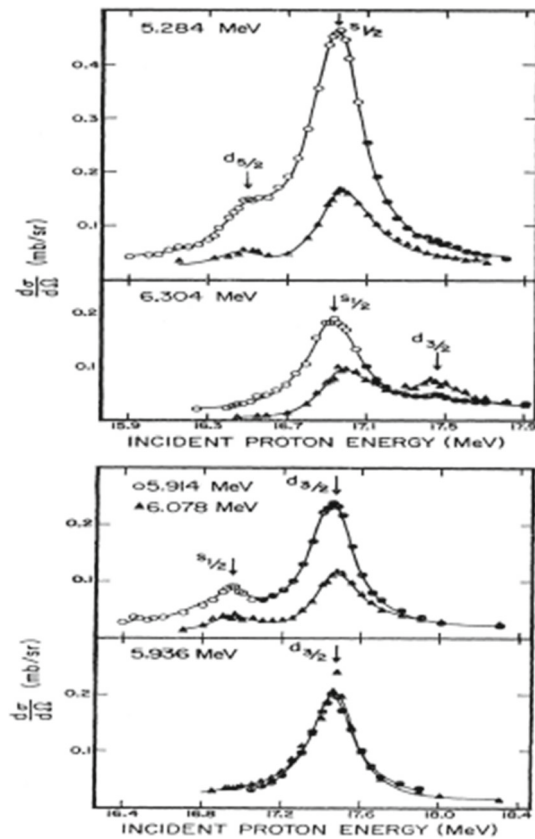 5.284 MeV
s1/2
0.4
0.3
d5/2
0.2
0.1
dσ/dΩ (mb/sr)
6.304 MeV
s1/2
0.2
d3/2
0.1
15.9 16.3 16.7 17.1 17.5 17.9
INCIDENT PROTON ENERGY (MeV)
○5.914 MeV
d3/2
▲6.078 MeV
0.2
s1/2
0.1
dσ/dΩ (mb/sr)
5.936 MeV
d3/2
0.2
0.1
16.4 16.8 17.2 17.6 18.0 18.4
INCIDENT PROTON ENERGY (MeV)